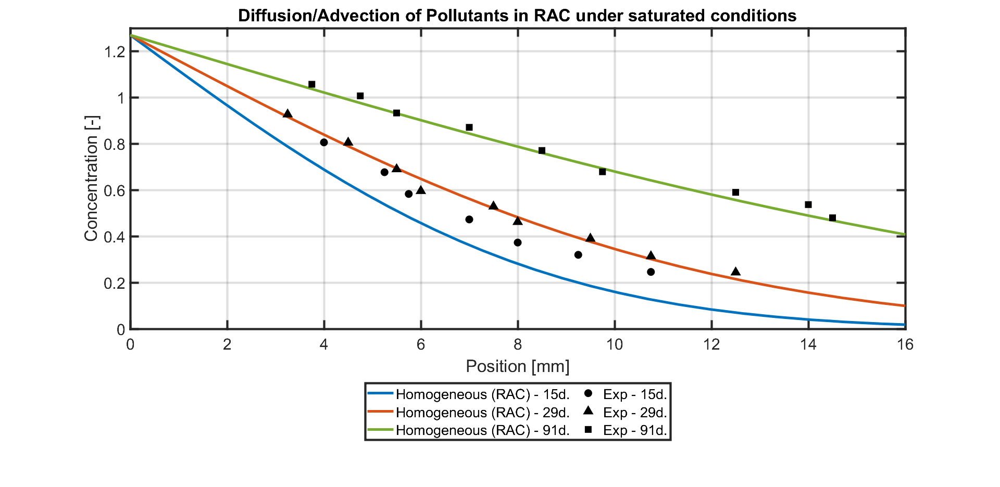 Diffusion/Advection of Pollutants in RAC under saturated conditions
1.2
1
0.8
0.6
0.4
0.2
0
Concentration [-]
0 2 4 6 8 10 12 14 16
Position [mm]
Homogeneous (RAC) - 15d. Exp - 15d.
Homogeneous (RAC) - 29d. Exp - 29d.
Homogeneous (RAC) - 91d. Exp - 91d.